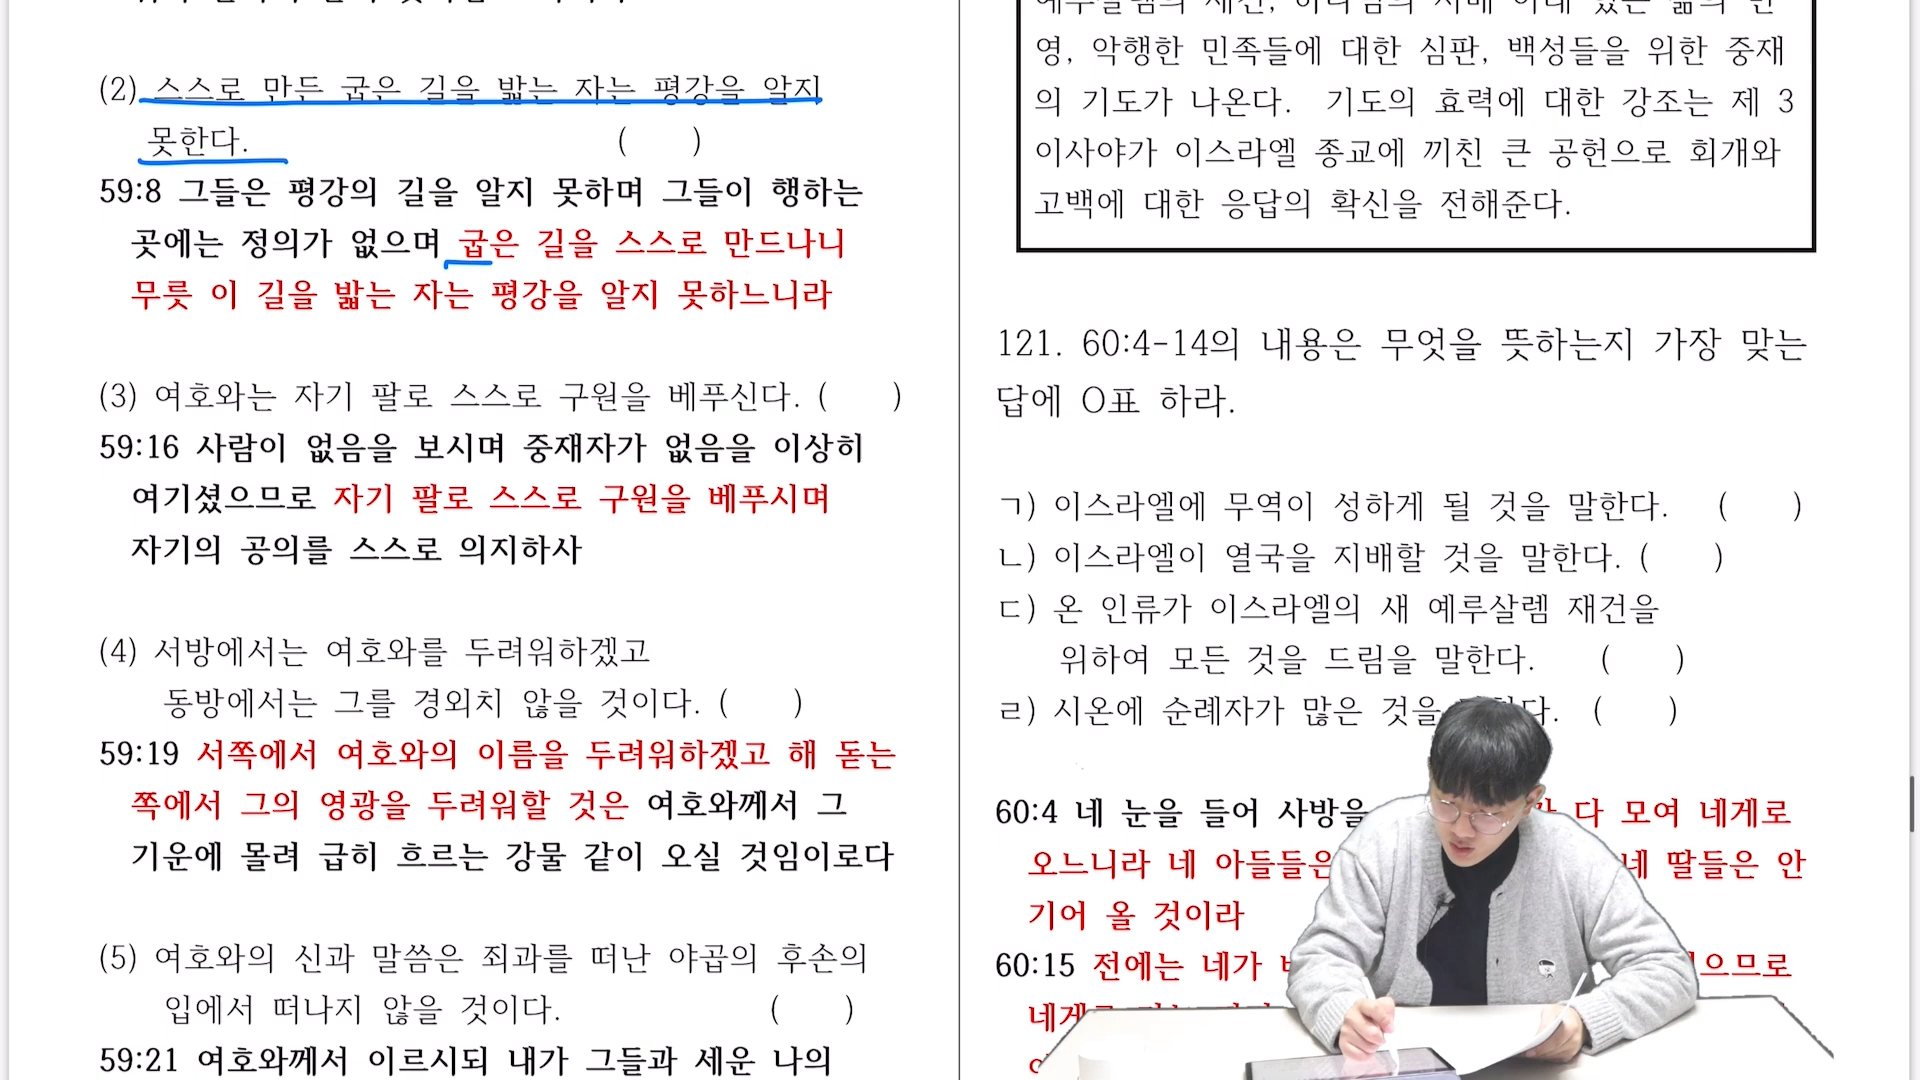 (2) 스스로 만든 굽은 길을 밟는 자는 평강을 알지
못한다. (    )
59:8 그들은 평강의 길을 알지 못하며 그들이 행하는
곳에는 정의가 없으며 굽은 길을 스스로 만드나니
무릇 이 길을 밟는 자는 평강을 알지 못하느니라
(3) 여호와는 자기 팔로 스스로 구원을 베푸신다. (    )
59:16 사람이 없음을 보시며 중재자가 없음을 이상히
여기셨으므로 자기 팔로 스스로 구원을 베푸시며
자기의 공의를 스스로 의지하사
(4) 서방에서는 여호와를 두려워하겠고
동방에서는 그를 경외치 않을 것이다. (    )
59:19 서쪽에서 여호와의 이름을 두려워하겠고 해 돋는
쪽에서 그의 영광을 두려워할 것은 여호와께서 그
기운에 몰려 급히 흐르는 강물 같이 오실 것임이로다
(5) 여호와의 신과 말씀은 죄과를 떠난 야곱의 후손의
입에서 떠나지 않을 것이다. (    )
59:21 여호와께서 이르시되 내가 그들과 세운 나의
영, 악행한 민족들에 대한 심판, 백성들을 위한 중재
의 기도가 나온다. 기도의 효력에 대한 강조는 제 3
이사야가 이스라엘 종교에 끼친 큰 공헌으로 회개와
고백에 대한 응답의 확신을 전해준다.
121. 60:4-14의 내용은 무엇을 뜻하는지 가장 맞는
답에 O표 하라.
ㄱ) 이스라엘에 무역이 성하게 될 것을 말한다. (    )
ㄴ) 이스라엘이 열국을 지배할 것을 말한다. (    )
ㄷ) 온 인류가 이스라엘의 새 예루살렘 재건을
위하여 모든 것을 드림을 말한다. (    )
ㄹ) 시온에 순례자가 많은 것을 (    )
60:4 네 눈을 들어 사방을 다 모여 네게로
오느니라 네 아들들은 네 딸들은 안
기어 올 것이라
60:15 전에는 네가